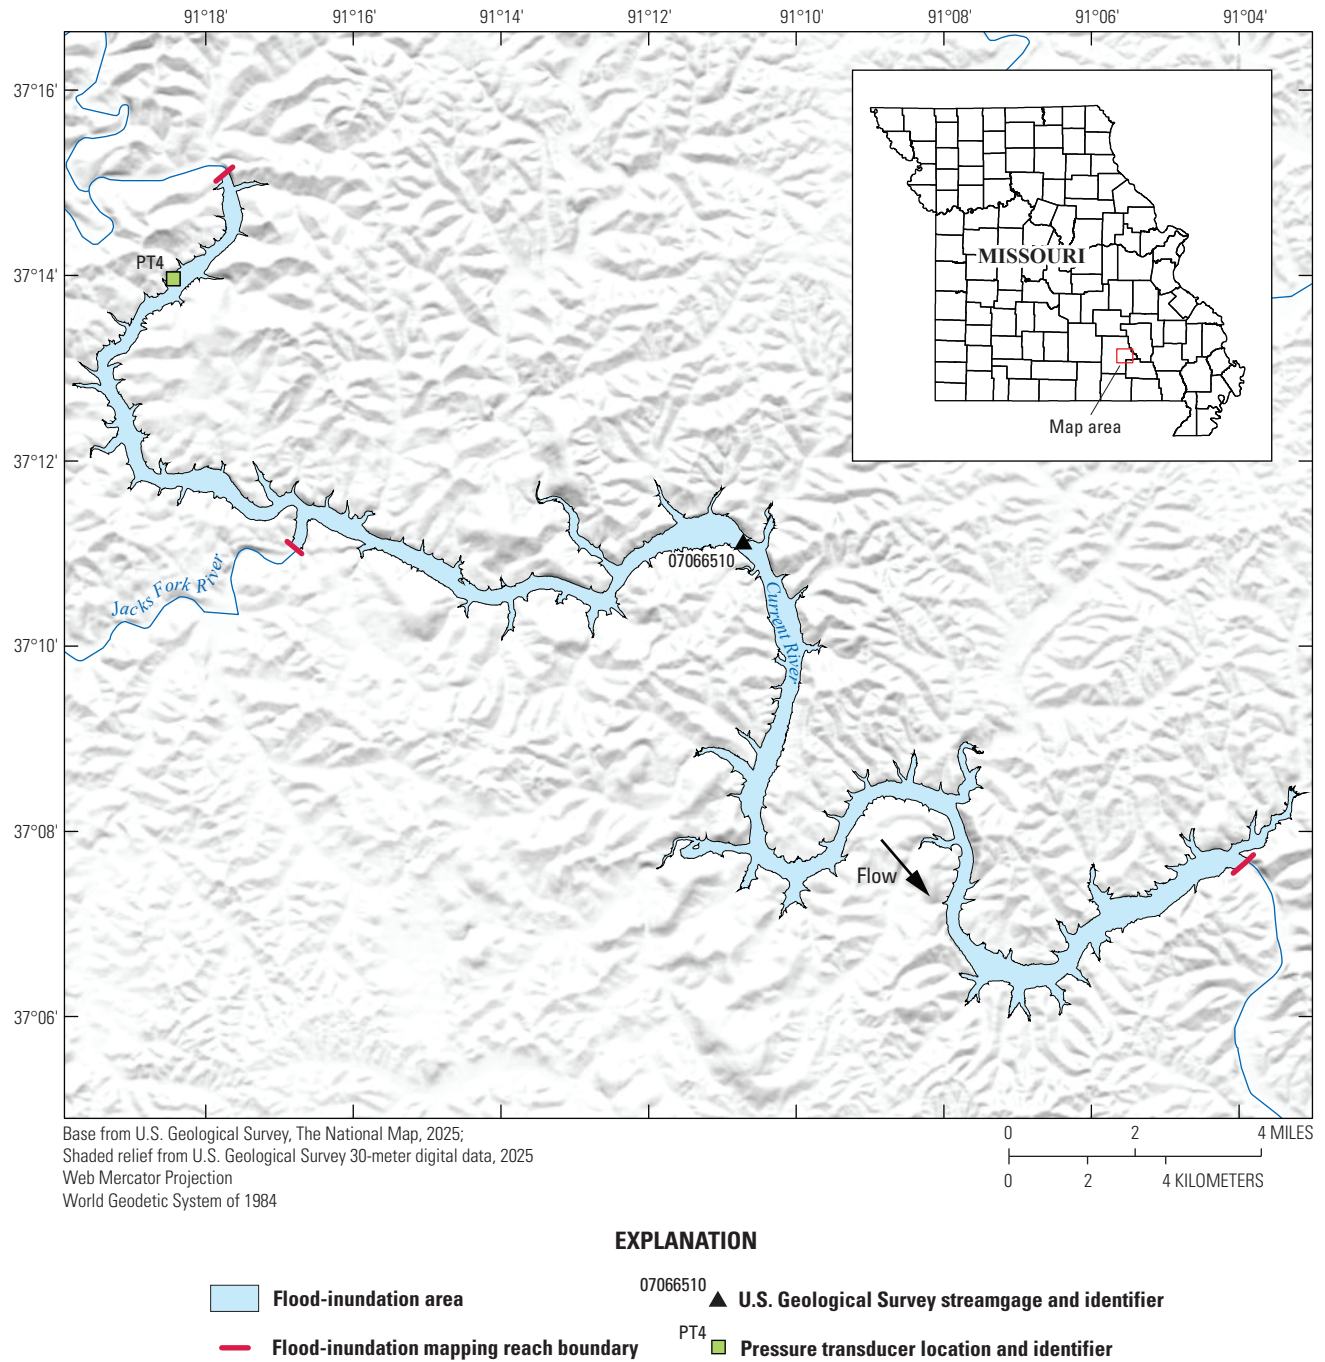 91°18' 91°16' 91°14' 91°12' 91°10' 91°08' 91°06' 91°04'
37°16'
37°14'
37°12'
37°10'
37°08'
37°06'
MISSOURI
Map area
PT4
07066510
Jacks Fork River
Current River
Flow
Base from U.S. Geological Survey, The National Map, 2025;
Shaded relief from U.S. Geological Survey 30-meter digital data, 2025
Web Mercator Projection
World Geodetic System of 1984
0 2 4 MILES
0 2 4 KILOMETERS
EXPLANATION
Flood-inundation area
Flood-inundation mapping reach boundary
07066510
U.S. Geological Survey streamgage and identifier
PT4
Pressure transducer location and identifier